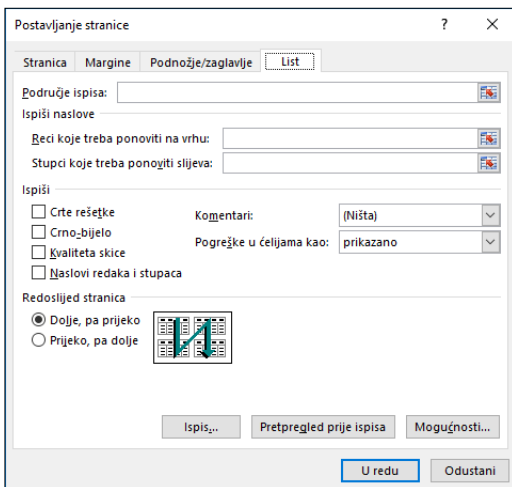 Postavljanje stranice ? ×
Stranica Margine Podnožje/zaglavlje List
Područje ispisa:
Ispiši naslove
Reci koje treba ponoviti na vrhu:
Stupci koje treba ponoviti slijeva:
Ispiši
Crte rešetke
Komentari: (Ništa)
Crno-bijelo
Pogreške u ćelijama kao: prikazano
Kvaliteta skice
Naslovi redaka i stupaca
Redoslijed stranica
Dolje, pa prijeko
Prijeko, pa dolje
Ispis... Pretpregled prije ispisa Mogućnosti...
U redu Odustani